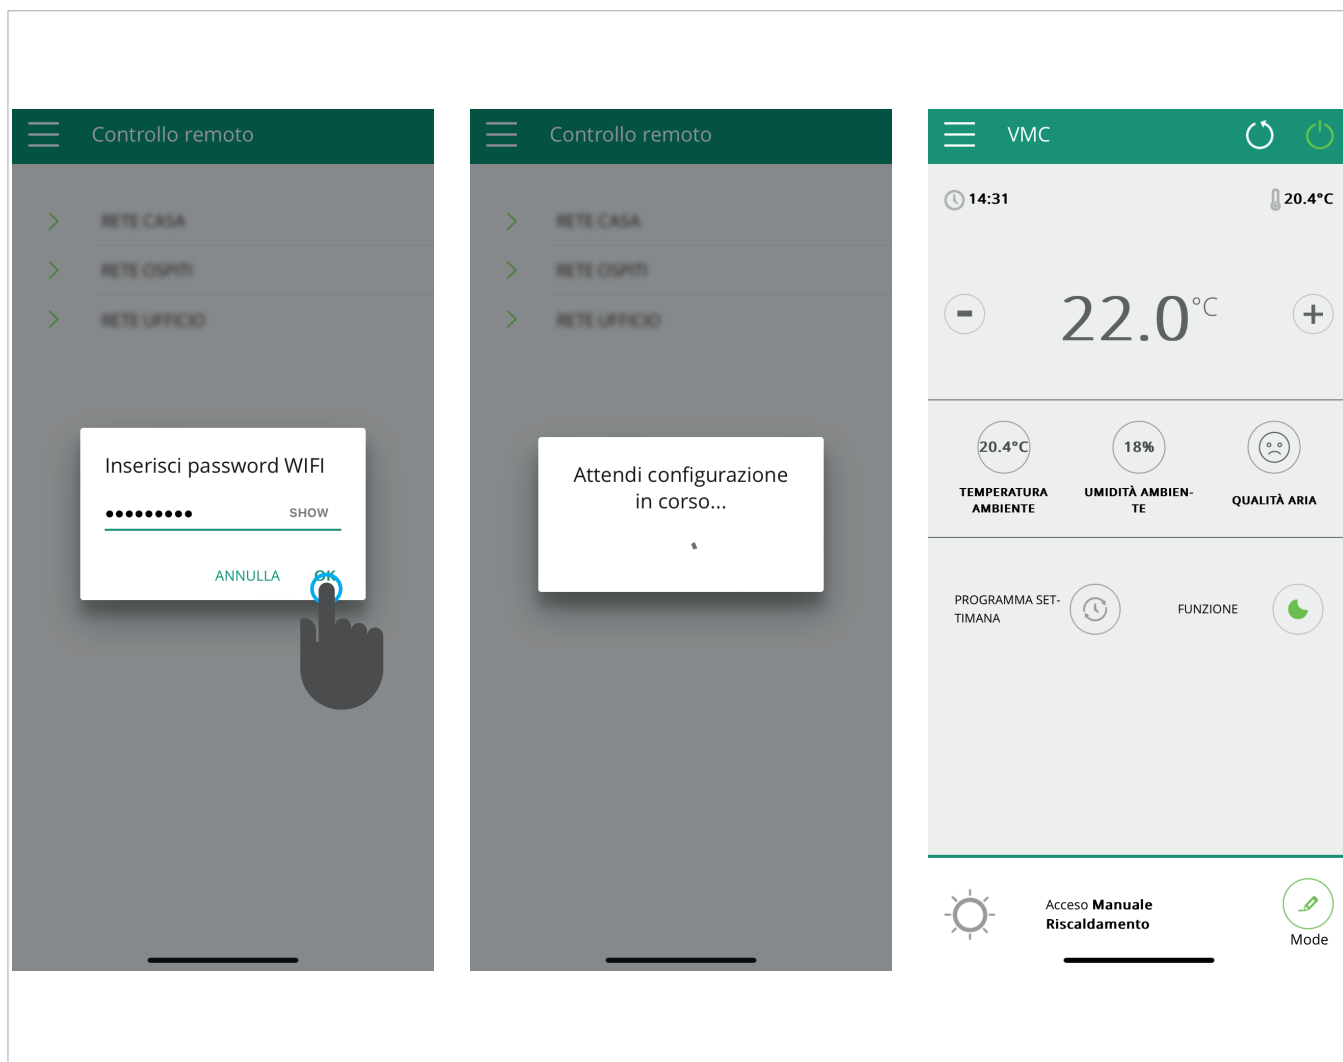 Controllo remoto
RETE CASA
RETE OSPITI
RETE UFFICIO
Inserisci password WIFI
•••••••••
SHOW
ANNULLA
OK
Controllo remoto
RETE CASA
RETE OSPITI
RETE UFFICIO
Attendi configurazione
in corso...
VMC
14:31
20.4°C
-
22.0°C
+
20.4°C
18%
TEMPERATURA
AMBIENTE
UMIDITÀ AMBIEN-
TE
QUALITÀ ARIA
PROGRAMMA SET-
TIMANA
FUNZIONE
Acceso Manuale
Riscaldamento
Mode